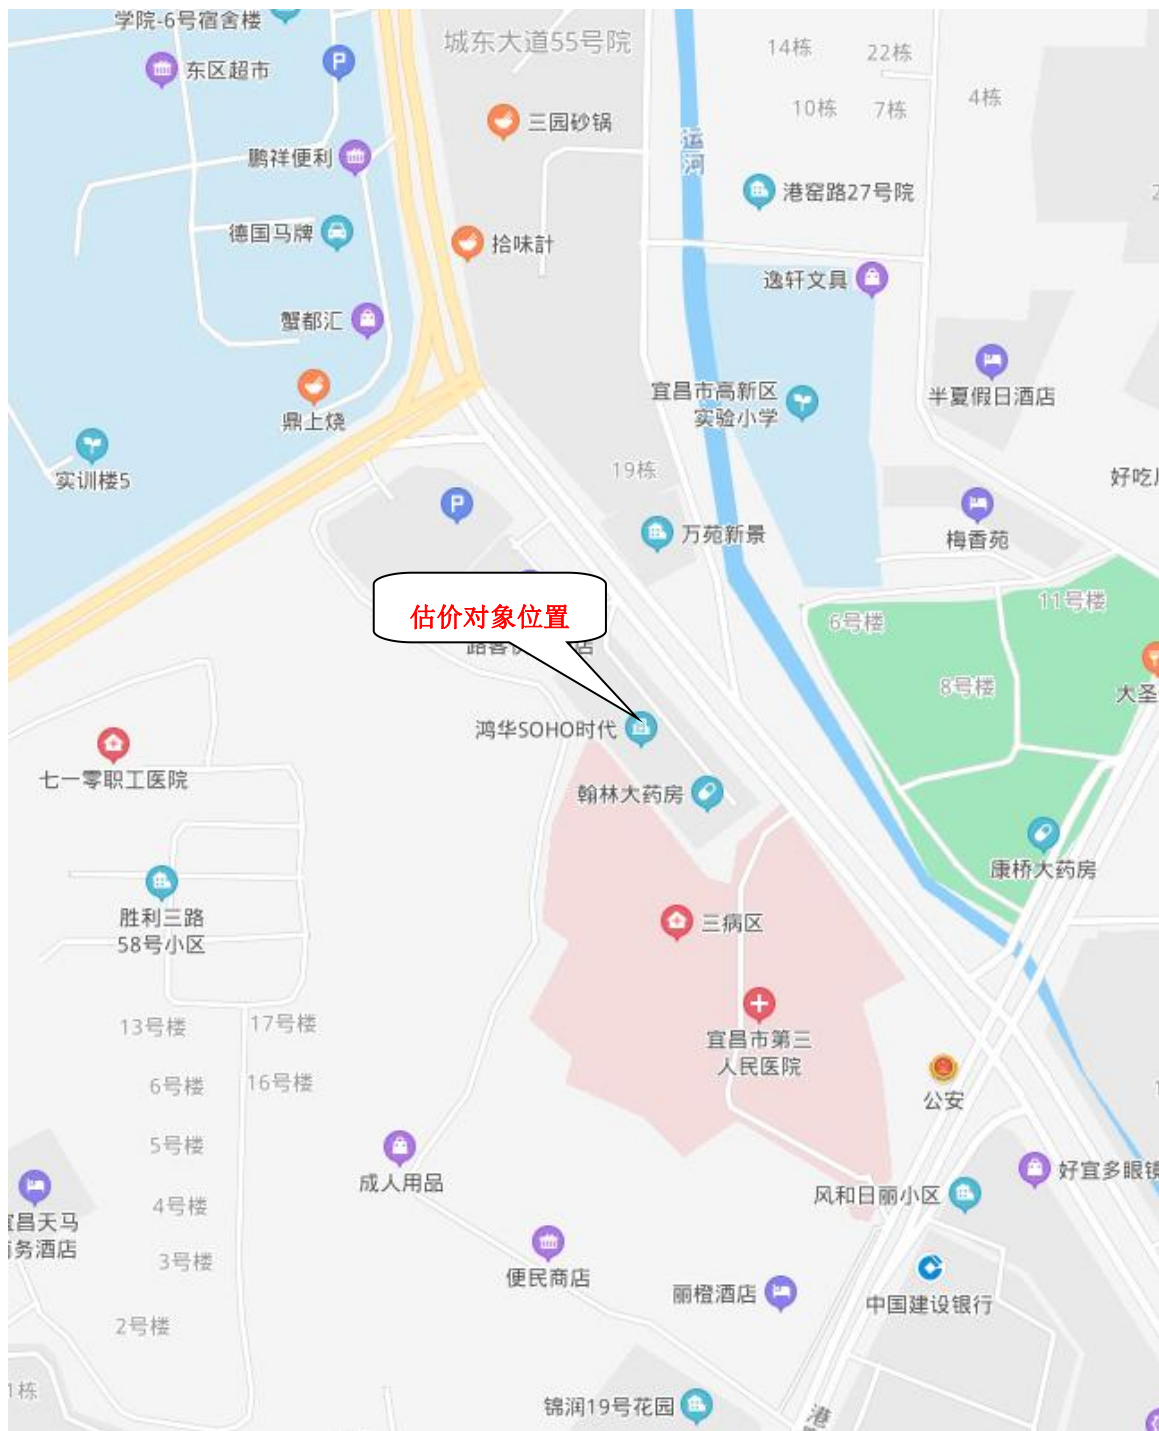 学院-6号宿舍楼
城东大道55号院
14栋
22栋
东区超市
4栋
10栋
7栋
三园砂锅
运河
鹏祥便利
港窑路27号院
德国马牌
拾味計
逸轩文具
蟹都汇
宜昌市高新区
实验小学
半夏假日酒店
鼎上烧
19栋
实训楼5
好吃
万苑新景
梅香苑
11号楼
估价对象位置
6号楼
店
8号楼
大圣
鸿华SOHO时代
七一零职工医院
翰林大药房
康桥大药房
胜利三路
58号小区
三病区
13号楼
17号楼
宜昌市第三
人民医院
6号楼
16号楼
公安
5号楼
成人用品
好宜多眼镜
风和日丽小区
4号楼
宜昌天马
商务酒店
3号楼
便民商店
丽橙酒店
中国建设银行
2号楼
1栋
锦润19号花园
港